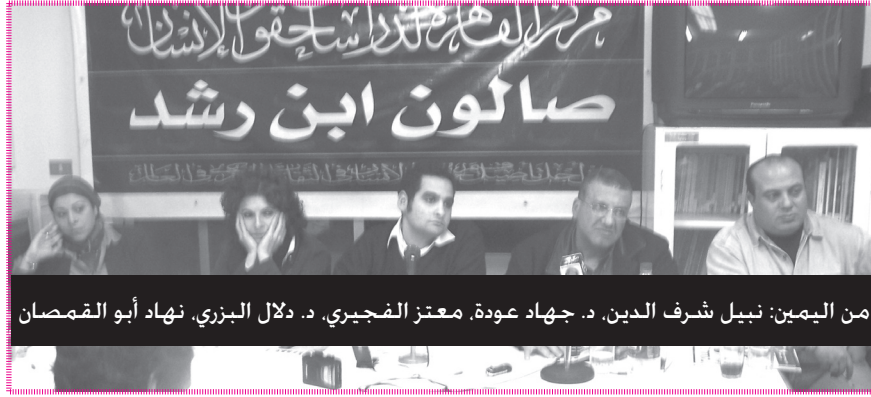 مركز القاهرة لدراسات حقوق الإنسان
صالون ابن رشد
من اليمين: نبيل شرف الدين، د. جهاد عودة، معتز الفجيري، د. دلال البزري، نهاد أبو القمصان